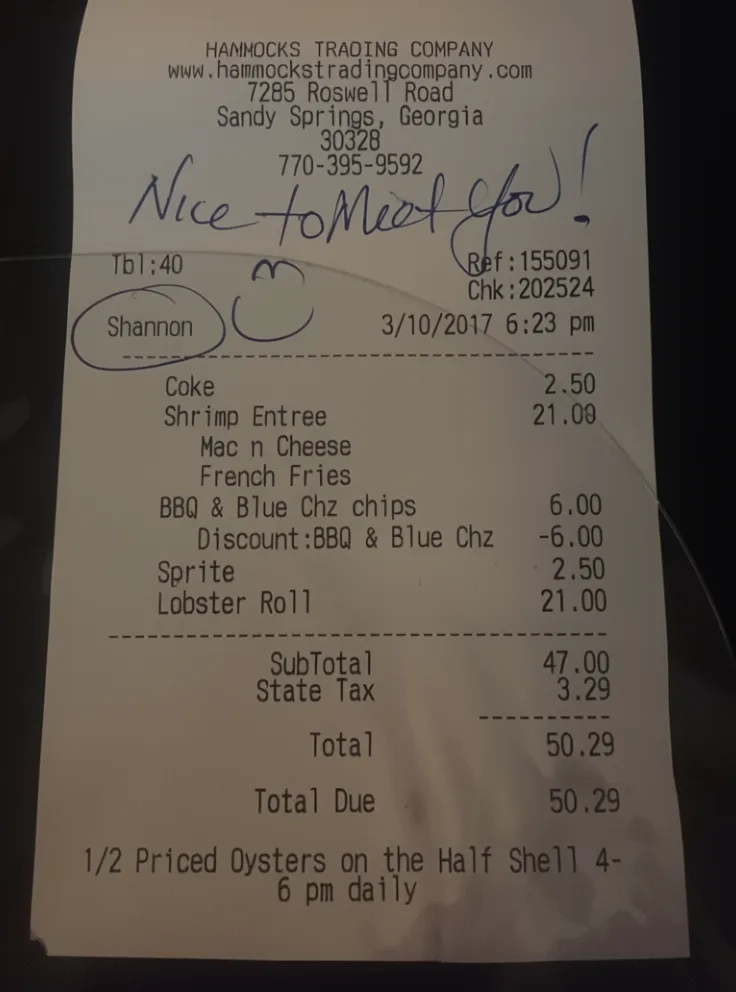 HAMMOCKS TRADING COMPANY
www.hammockstradingcompany.com
7285 Roswell Road
Sandy Springs, Georgia
30328
770-395-9592
Nice to Meet You!
Tbl:40 Ref:155091
Chk:202524
Shannon 3/10/2017 6:23 pm
Coke 2.50
Shrimp Entree 21.00
Mac n Cheese
French Fries
BBQ & Blue Chz chips 6.00
Discount:BBQ & Blue Chz -6.00
Sprite 2.50
Lobster Roll 21.00
SubTotal 47.00
State Tax 3.29
Total 50.29
Total Due 50.29
1/2 Priced Oysters on the Half Shell 4-
6 pm daily